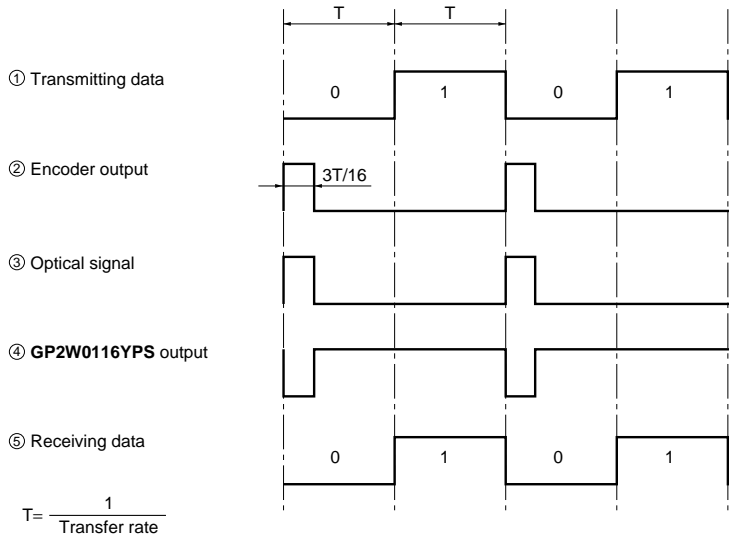 T T
① Transmitting data
0 1 0 1
② Encoder output
3T/16
③ Optical signal
④ GP2W0116YPS output
⑤ Receiving data
0 1 0 1
T= 1
Transfer rate